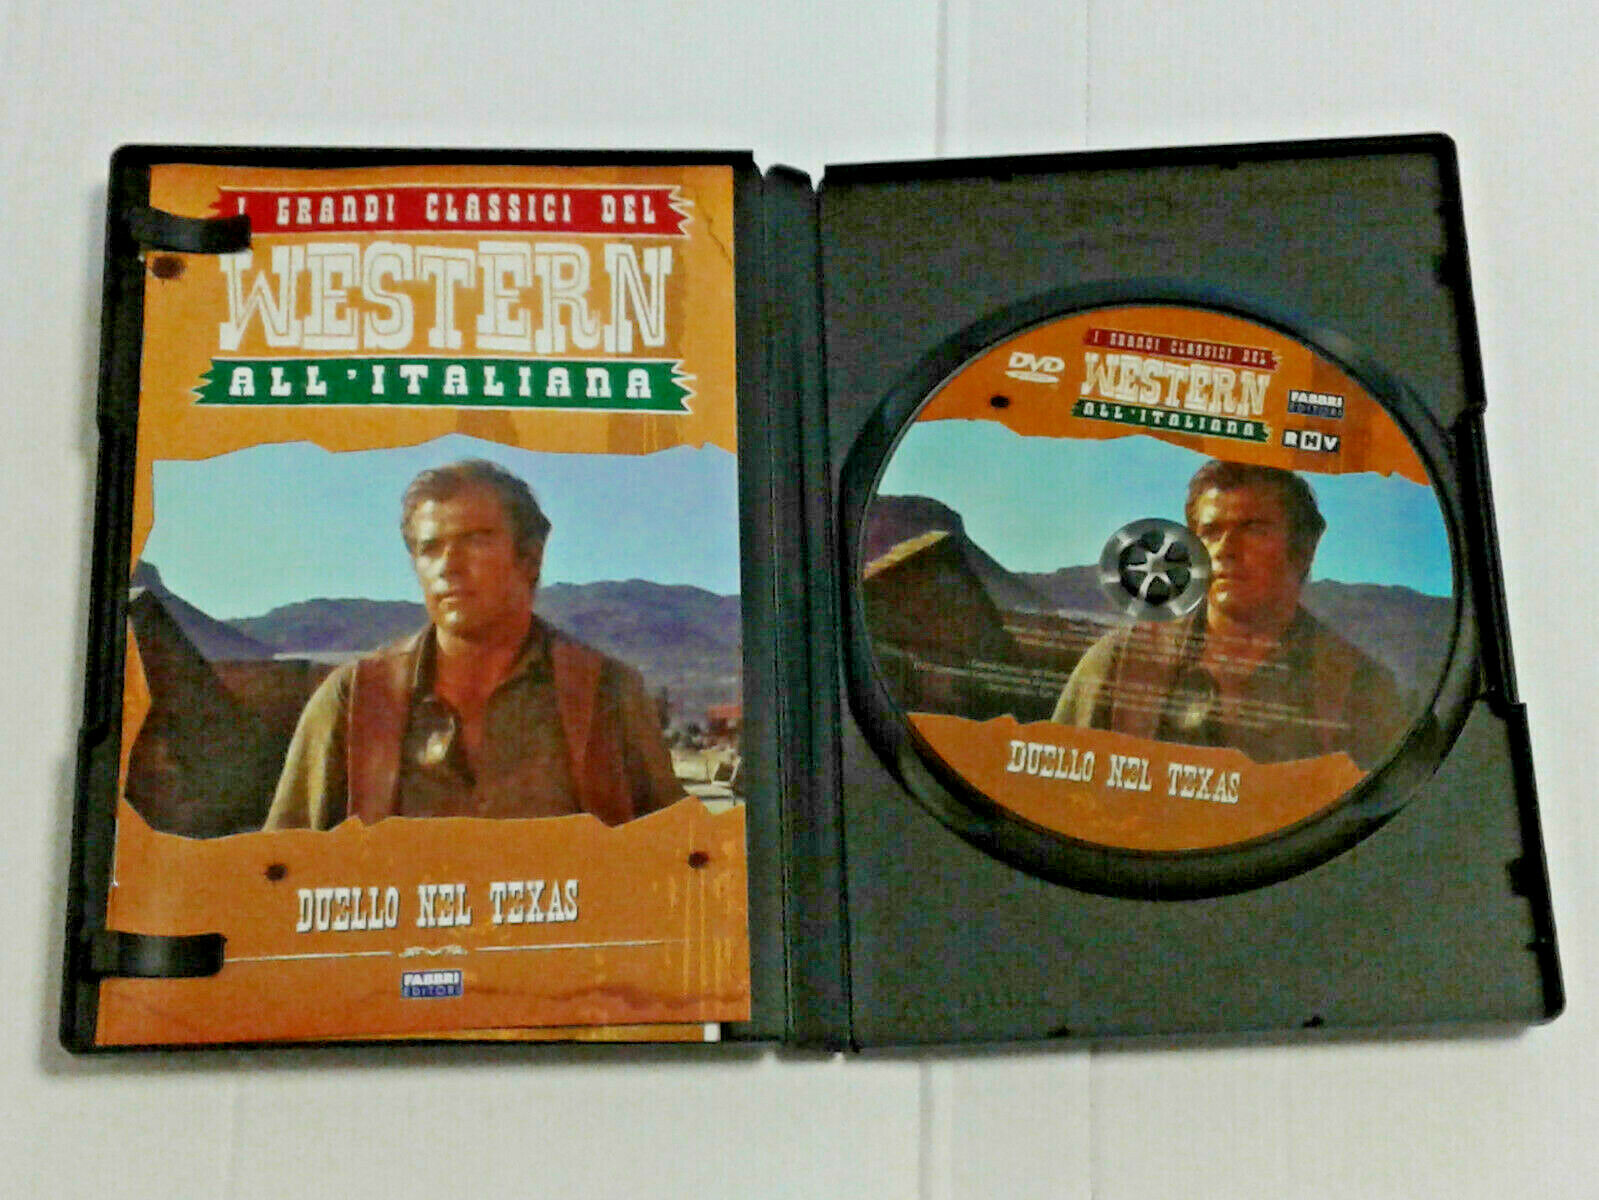 I GRANDI CLASSICI DEL
WESTERN
ALL'ITALIANA
DUELLO NEL TEXAS
FABBRI
EDITORI
DVD
I GRANDI CLASSICI DEL
WESTERN
ALL'ITALIANA
FABBRI
EDITORI
RHV
DUELLO NEL TEXAS